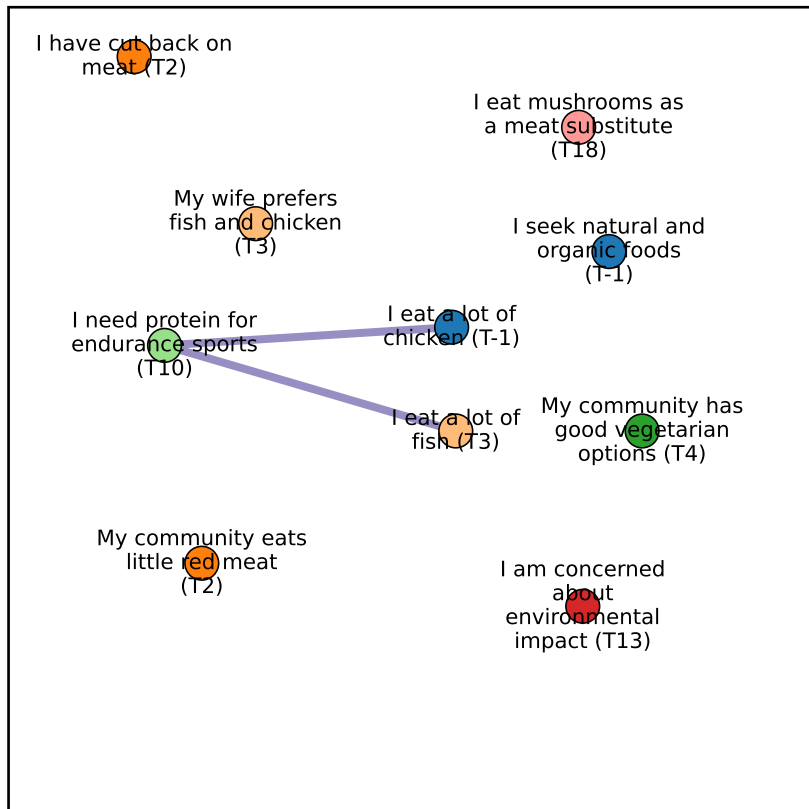 I have cut back on
meat (T2)
I eat mushrooms as
a meat substitute
(T18)
My wife prefers
fish and chicken
(T3)
I seek natural and
organic foods
(T-1)
I need protein for
endurance sports
(T10)
I eat a lot of
chicken (T-1)
I eat a lot of
fish (T3)
My community has
good vegetarian
options (T4)
My community eats
little red meat
(T2)
I am concerned
about
environmental
impact (T13)